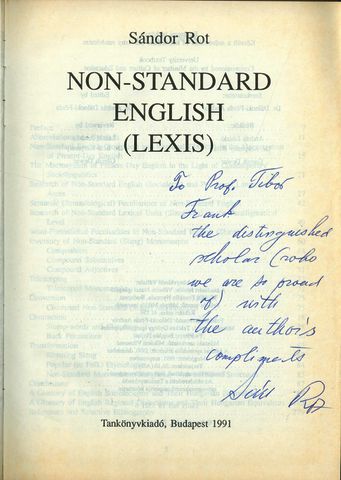 Sándor Rot
NON-STANDARD
ENGLISH
(LEXIS)
To Prof. Tibor
Frank
the distinguished
scholar (who
we are so proud
of) with
the author's
compliments
Tankönyvkiadó, Budapest 1991